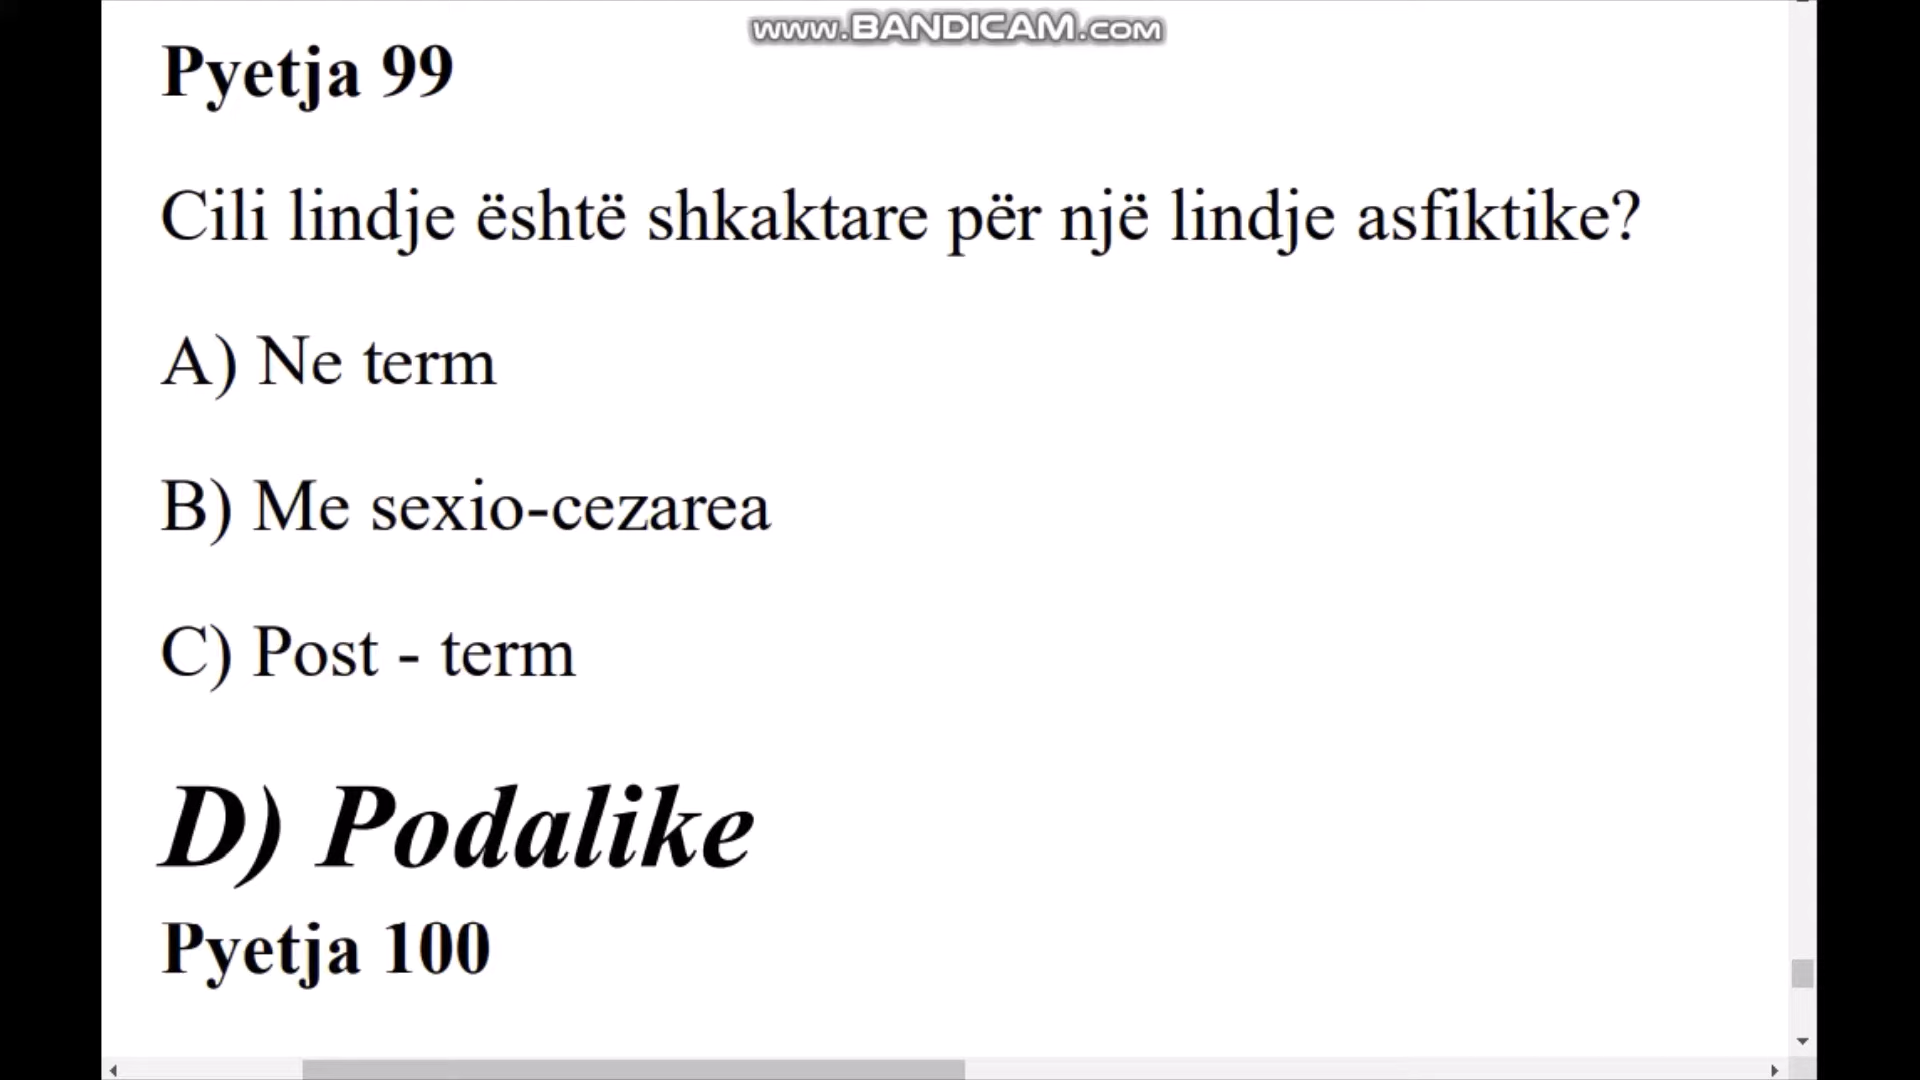 www.BANDICAM.com
Pyetja 99
Cili lindje është shkaktare për një lindje asfiktike?
A) Ne term
B) Me sexio-cezarea
C) Post - term
D) Podalike
Pyetja 100